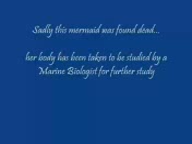 Sadly this mermaid was found dead...
her body has been taken to be studied by a
Marine Biologist for further study